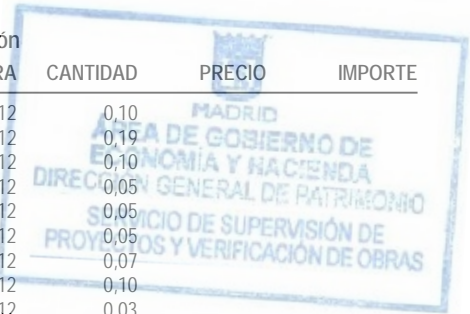 ón
RA CANTIDAD PRECIO IMPORTE
12 0,10
12 0,19
12 0,10
12 0,05
12 0,05
12 0,05
12 0,07
12 0,10
12 0,03
MADRID
ÁREA DE GOBIERNO DE
ECONOMÍA Y HACIENDA
DIRECCIÓN GENERAL DE PATRIMONIO
SERVICIO DE SUPERVISIÓN DE
PROYECTOS Y VERIFICACIÓN DE OBRAS